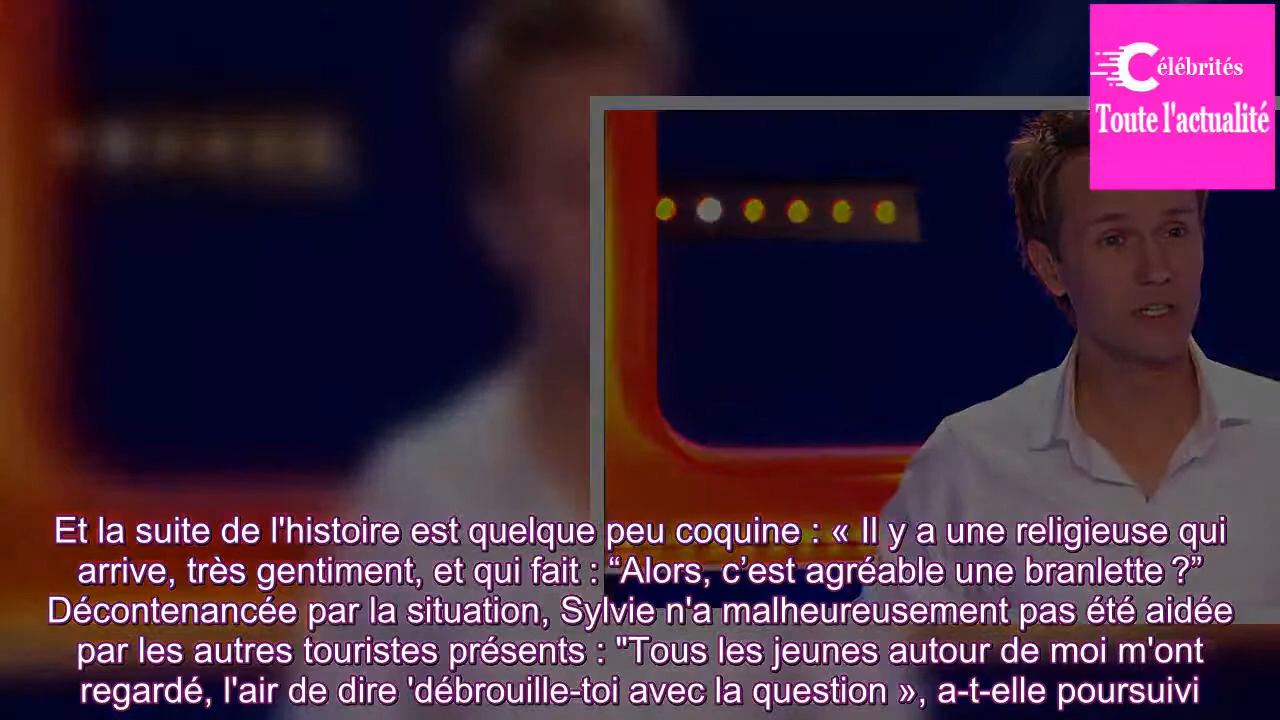 Célébrités
Toute l'actualité
Et la suite de l'histoire est quelque peu coquine : « Il y a une religieuse qui
arrive, très gentiment, et qui fait : “Alors, c’est agréable une branlette ?”
Décontenancée par la situation, Sylvie n'a malheureusement pas été aidée
par les autres touristes présents : "Tous les jeunes autour de moi m'ont
regardé, l'air de dire 'débrouille-toi avec la question », a-t-elle poursuivi